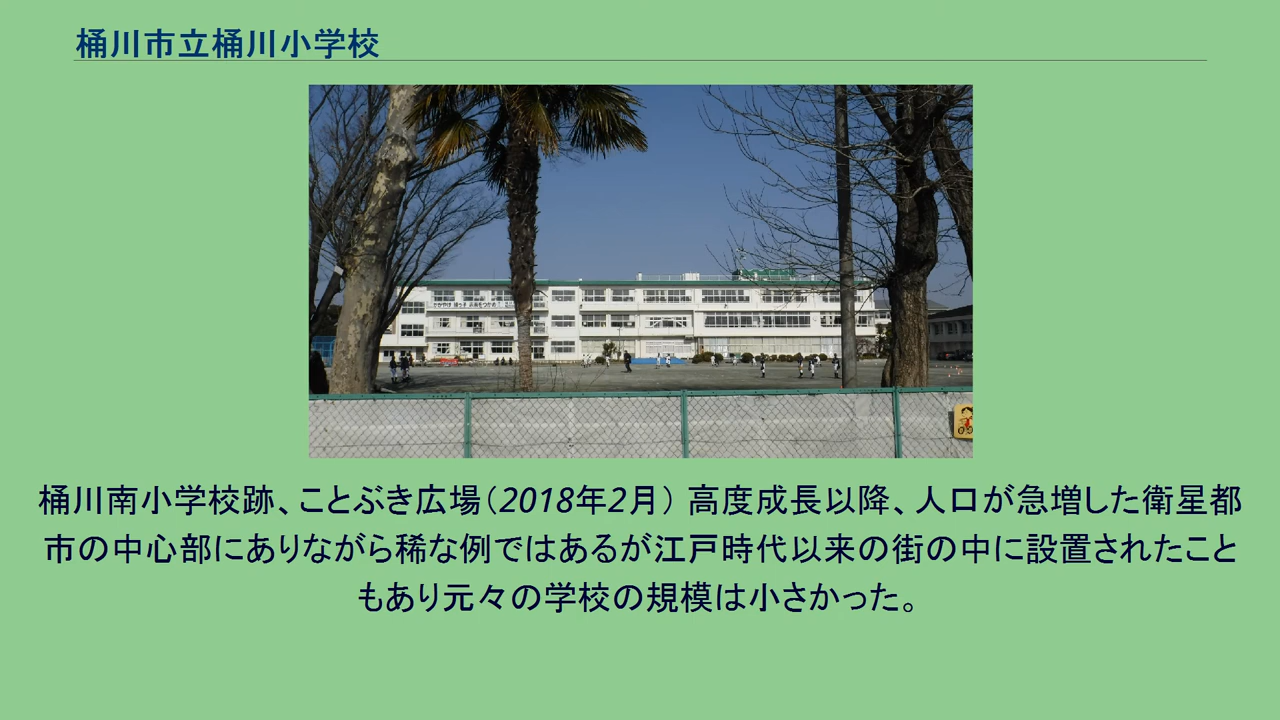 桶川市立桶川小学校
桶川南小学校跡、ことぶき広場（2018年2月） 高度成長以降、人口が急増した衛星都
市の中心部にありながら稀な例ではあるが江戸時代以来の街の中に設置されたこと
もあり元々の学校の規模は小さかった。